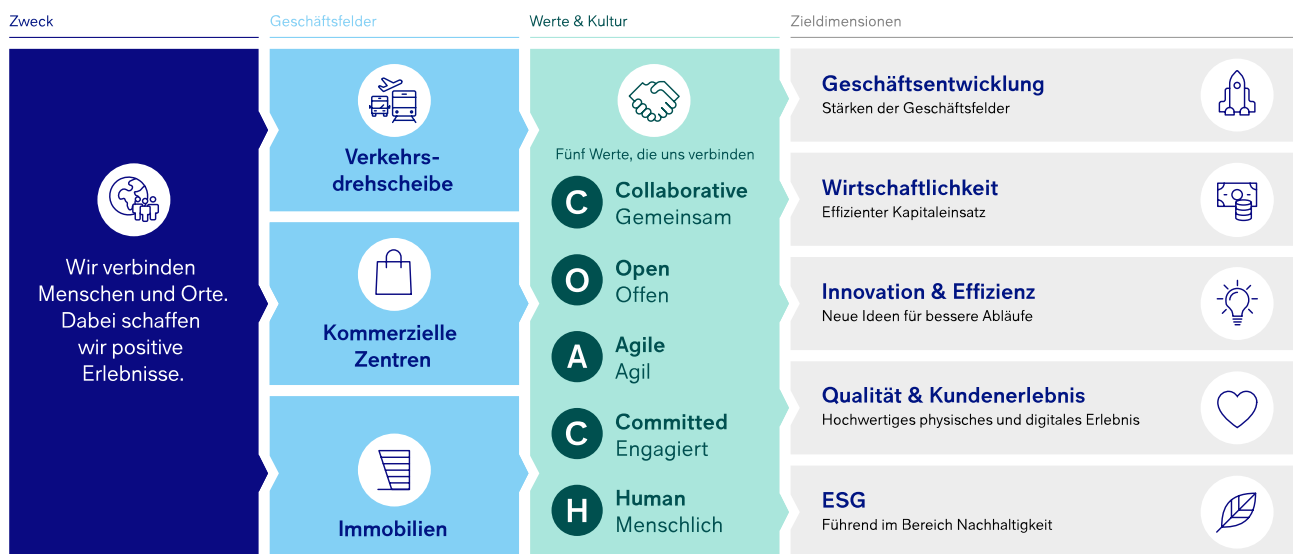 Zweck
Wir verbinden
Menschen und Orte.
Dabei schaffen
wir positive
Erlebnisse.
Geschäftsfelder
Verkehrs-
drehscheibe
Kommerzielle
Zentren
Immobilien
Werte & Kultur
Fünf Werte, die uns verbinden
C
Collaborative
Gemeinsam
O
Open
Offen
A
Agile
Agil
C
Committed
Engagiert
H
Human
Menschlich
Zieldimensionen
Geschäftsentwicklung
Stärken der Geschäftsfelder
Wirtschaftlichkeit
Effizienter Kapitaleinsatz
Innovation & Effizienz
Neue Ideen für bessere Abläufe
Qualität & Kundenerlebnis
Hochwertiges physisches und digitales Erlebnis
ESG
Führend im Bereich Nachhaltigkeit